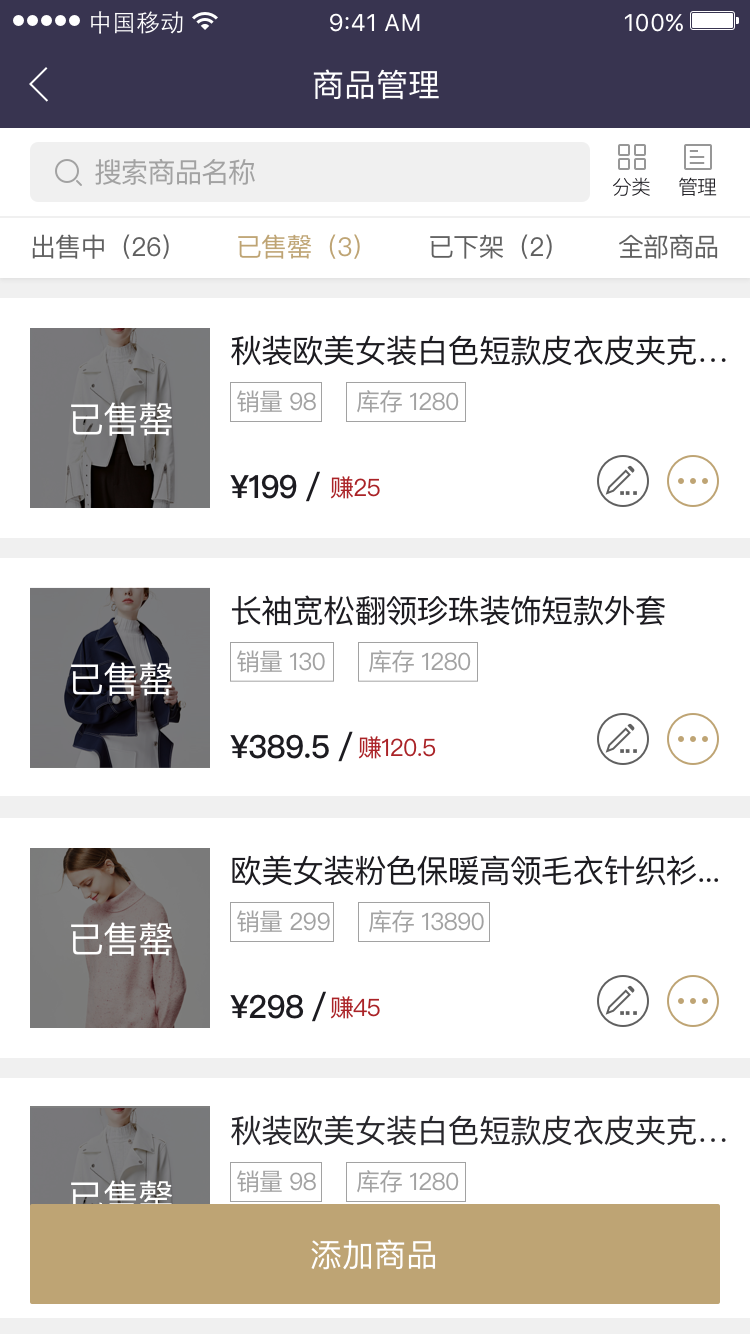 中国移动 9:41 AM 100%
商品管理
搜索商品名称 分类 管理
出售中（26） 已售罄（3） 已下架（2） 全部商品
秋装欧美女装白色短款皮衣皮夹克...
销量 98 库存 1280
已售罄
¥199 / 赚25
长袖宽松翻领珍珠装饰短款外套
销量 130 库存 1280
已售罄
¥389.5 / 赚120.5
欧美女装粉色保暖高领毛衣针织衫...
销量 299 库存 13890
已售罄
¥298 / 赚45
秋装欧美女装白色短款皮衣皮夹克...
销量 98 库存 1280
已售罄
添加商品